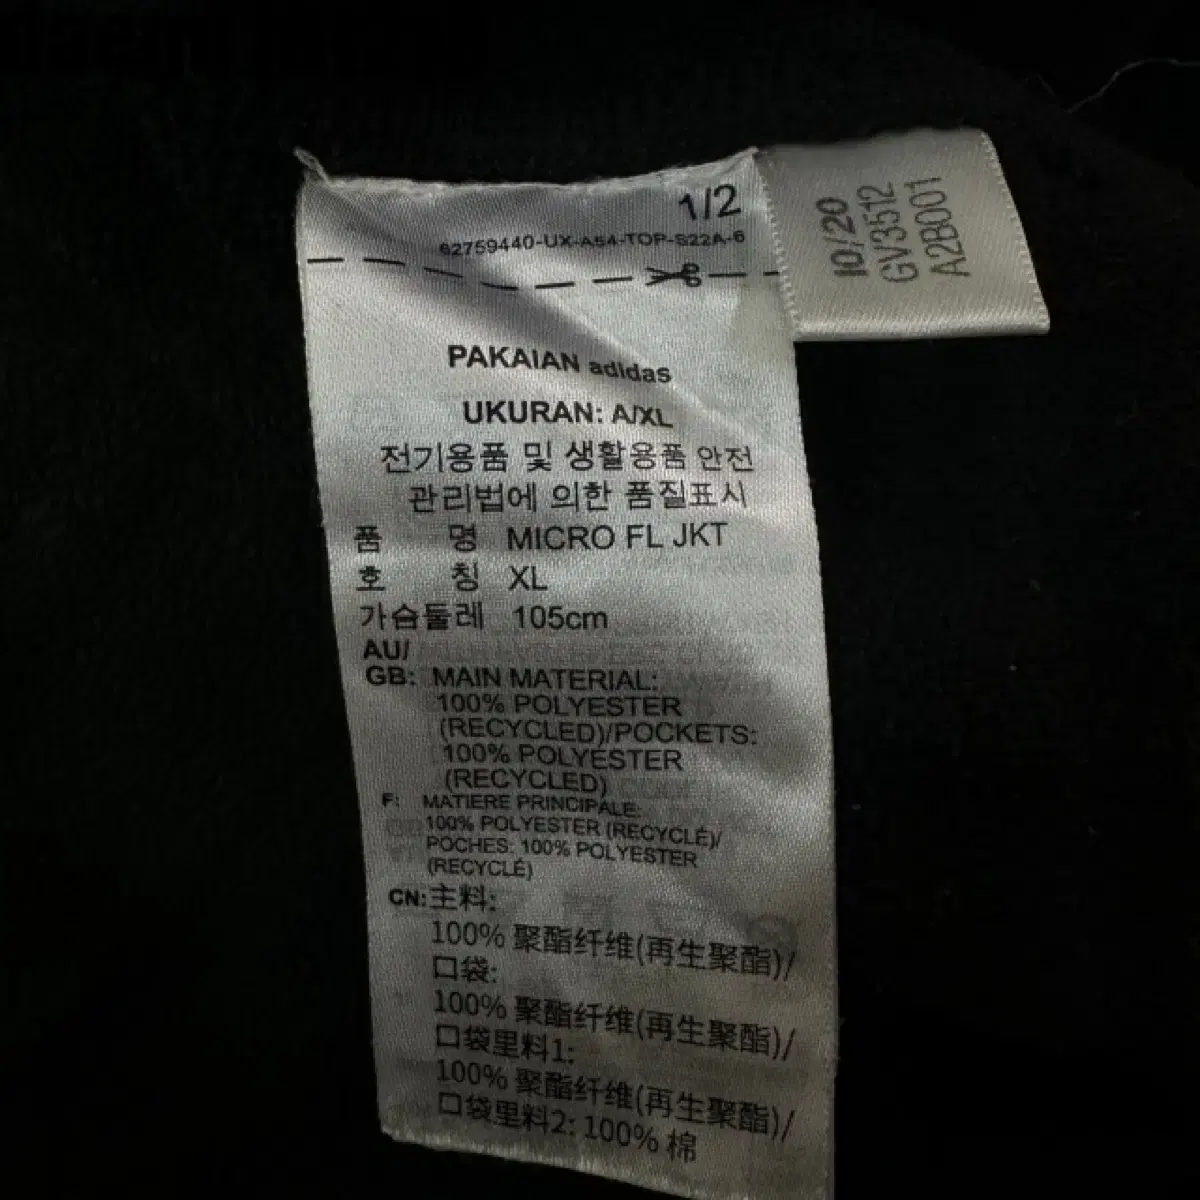 1/2
62759440-UX-A54-TOP-S22A-6
10/20
GV3512
A2B001
PAKAIAN adidas
UKURAN: A/XL
전기용품 및 생활용품 안전
관리법에 의한 품질표시
품 명 MICRO FL JKT
호 칭 XL
가슴둘레 105cm
AU/
GB: MAIN MATERIAL:
100% POLYESTER
(RECYCLED)/POCKETS:
100% POLYESTER
(RECYCLED)
F: MATIERE PRINCIPALE:
100% POLYESTER (RECYCLÉ)/
POCHES: 100% POLYESTER
(RECYCLÉ)
CN:主料:
100% 聚酯纤维(再生聚酯)/
口袋:
100% 聚酯纤维(再生聚酯)/
口袋里料1:
100% 聚酯纤维(再生聚酯)/
口袋里料2: 100% 棉